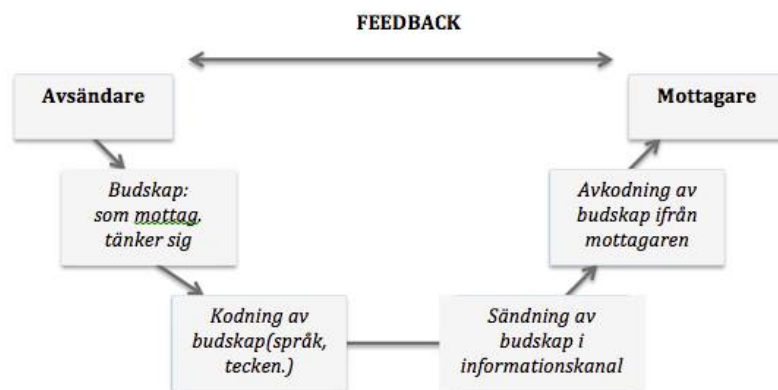 FEEDBACK
Avsändare
Mottagare
Budskap:
som mottag,
tänker sig
Avkodning av
budskap ifrån
mottagaren
Kodning av
budskap(språk,
tecken.)
Sändning av
budskap i
informationskanal